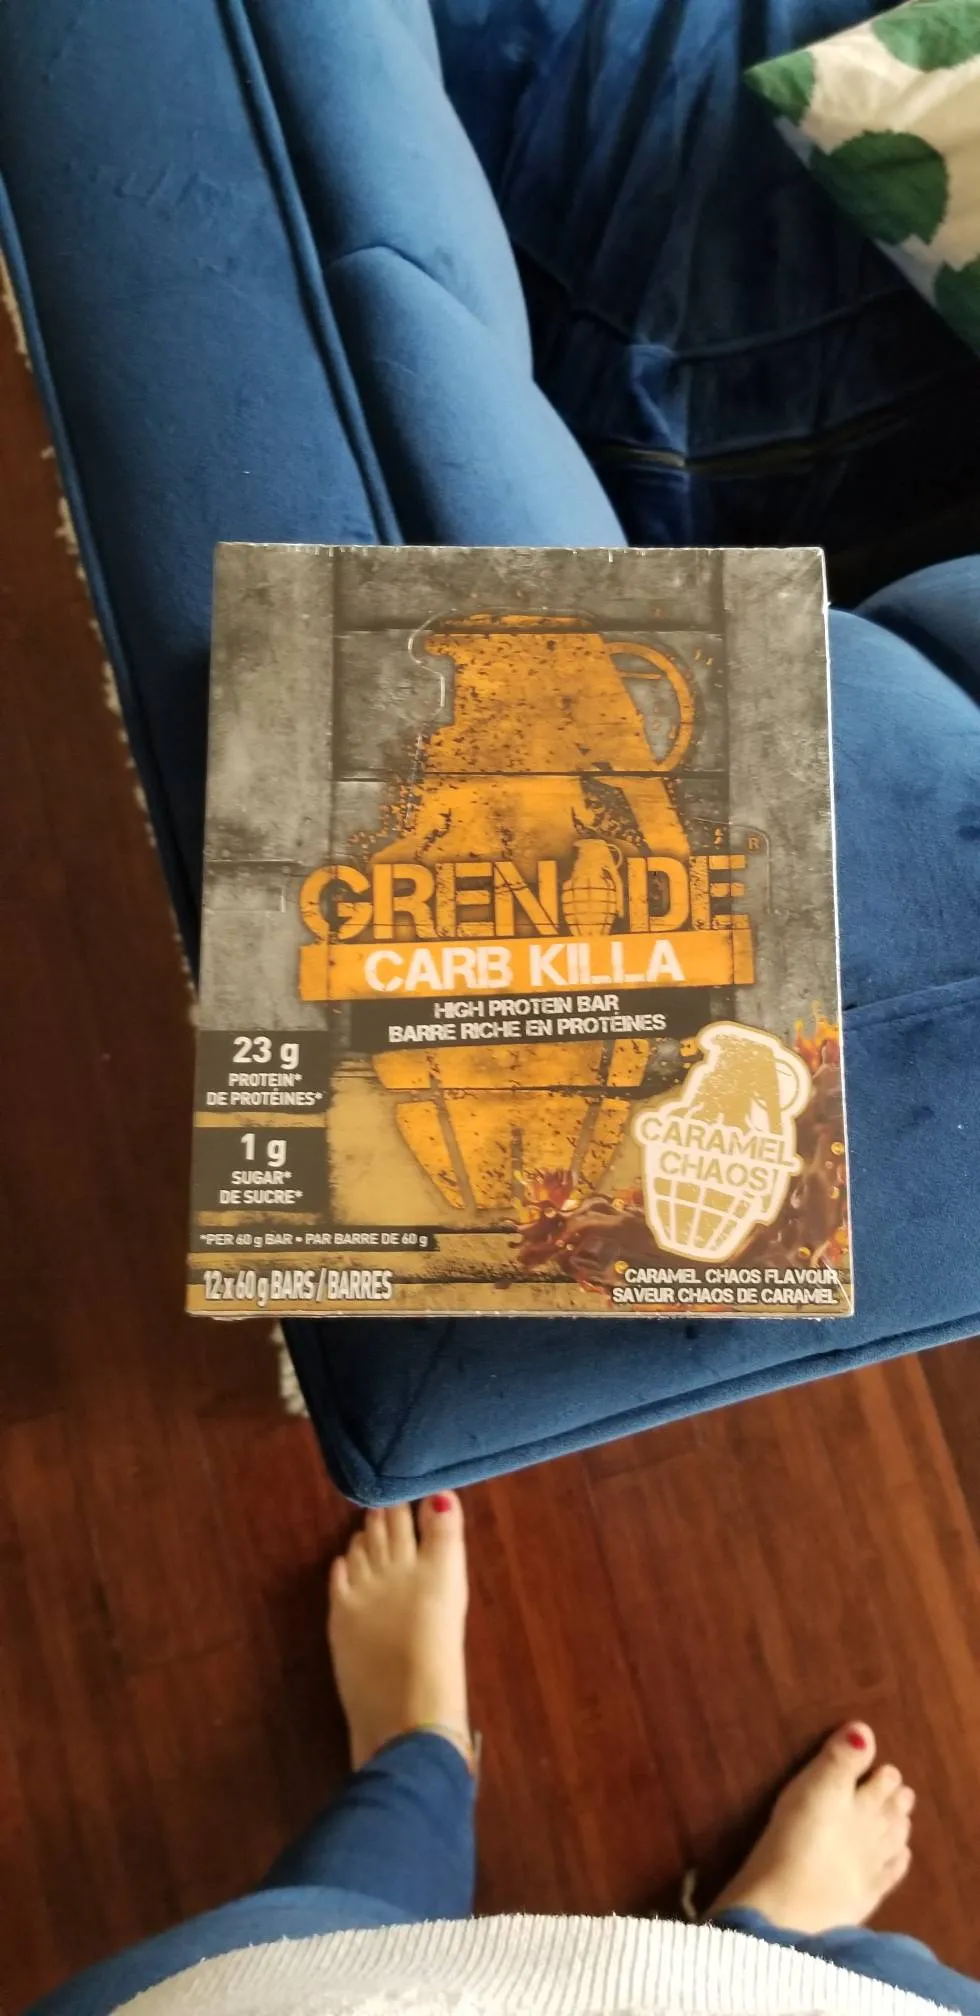 GRENADE®
CARB KILLA
HIGH PROTEIN BAR
BARRE RICHE EN PROTÉINES
23 g
PROTEIN*
DE PROTÉINES*
1 g
SUGAR*
DE SUCRE*
*PER 60 g BAR • PAR BARRE DE 60 g
12 x 60 g BARS / BARRES
CARAMEL
CHAOS
CARAMEL CHAOS FLAVOUR
SAVEUR CHAOS DE CARAMEL